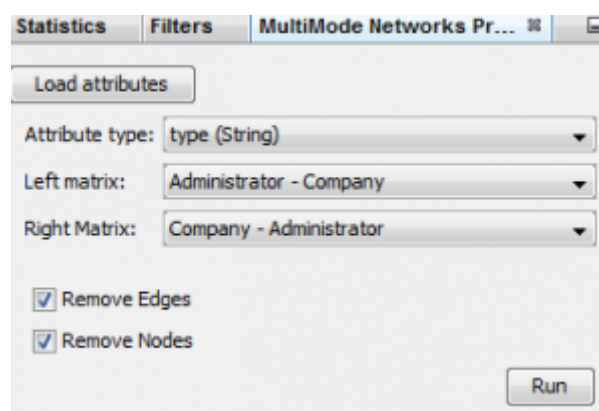 Statistics Filters MultiMode Networks Pr...
Load attributes
Attribute type: type (String)
Left matrix: Administrator - Company
Right Matrix: Company - Administrator
Remove Edges
Remove Nodes
Run